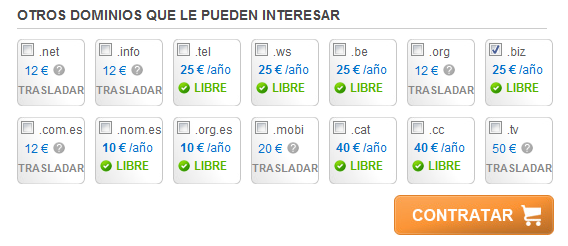 OTROS DOMINIOS QUE LE PUEDEN INTERESAR
.net .info .tel .ws .be .org .biz
12 € ? 12 € ? 25 € /año 25 € /año 25 € /año 12 € ? 25 € /año
TRASLADAR TRASLADAR LIBRE LIBRE LIBRE TRASLADAR LIBRE
.com.es .nom.es .org.es .mobi .cat .cc .tv
12 € ? 10 € /año 10 € /año 20 € ? 40 € /año 40 € /año 50 € ?
TRASLADAR LIBRE LIBRE TRASLADAR LIBRE LIBRE TRASLADAR
CONTRATAR